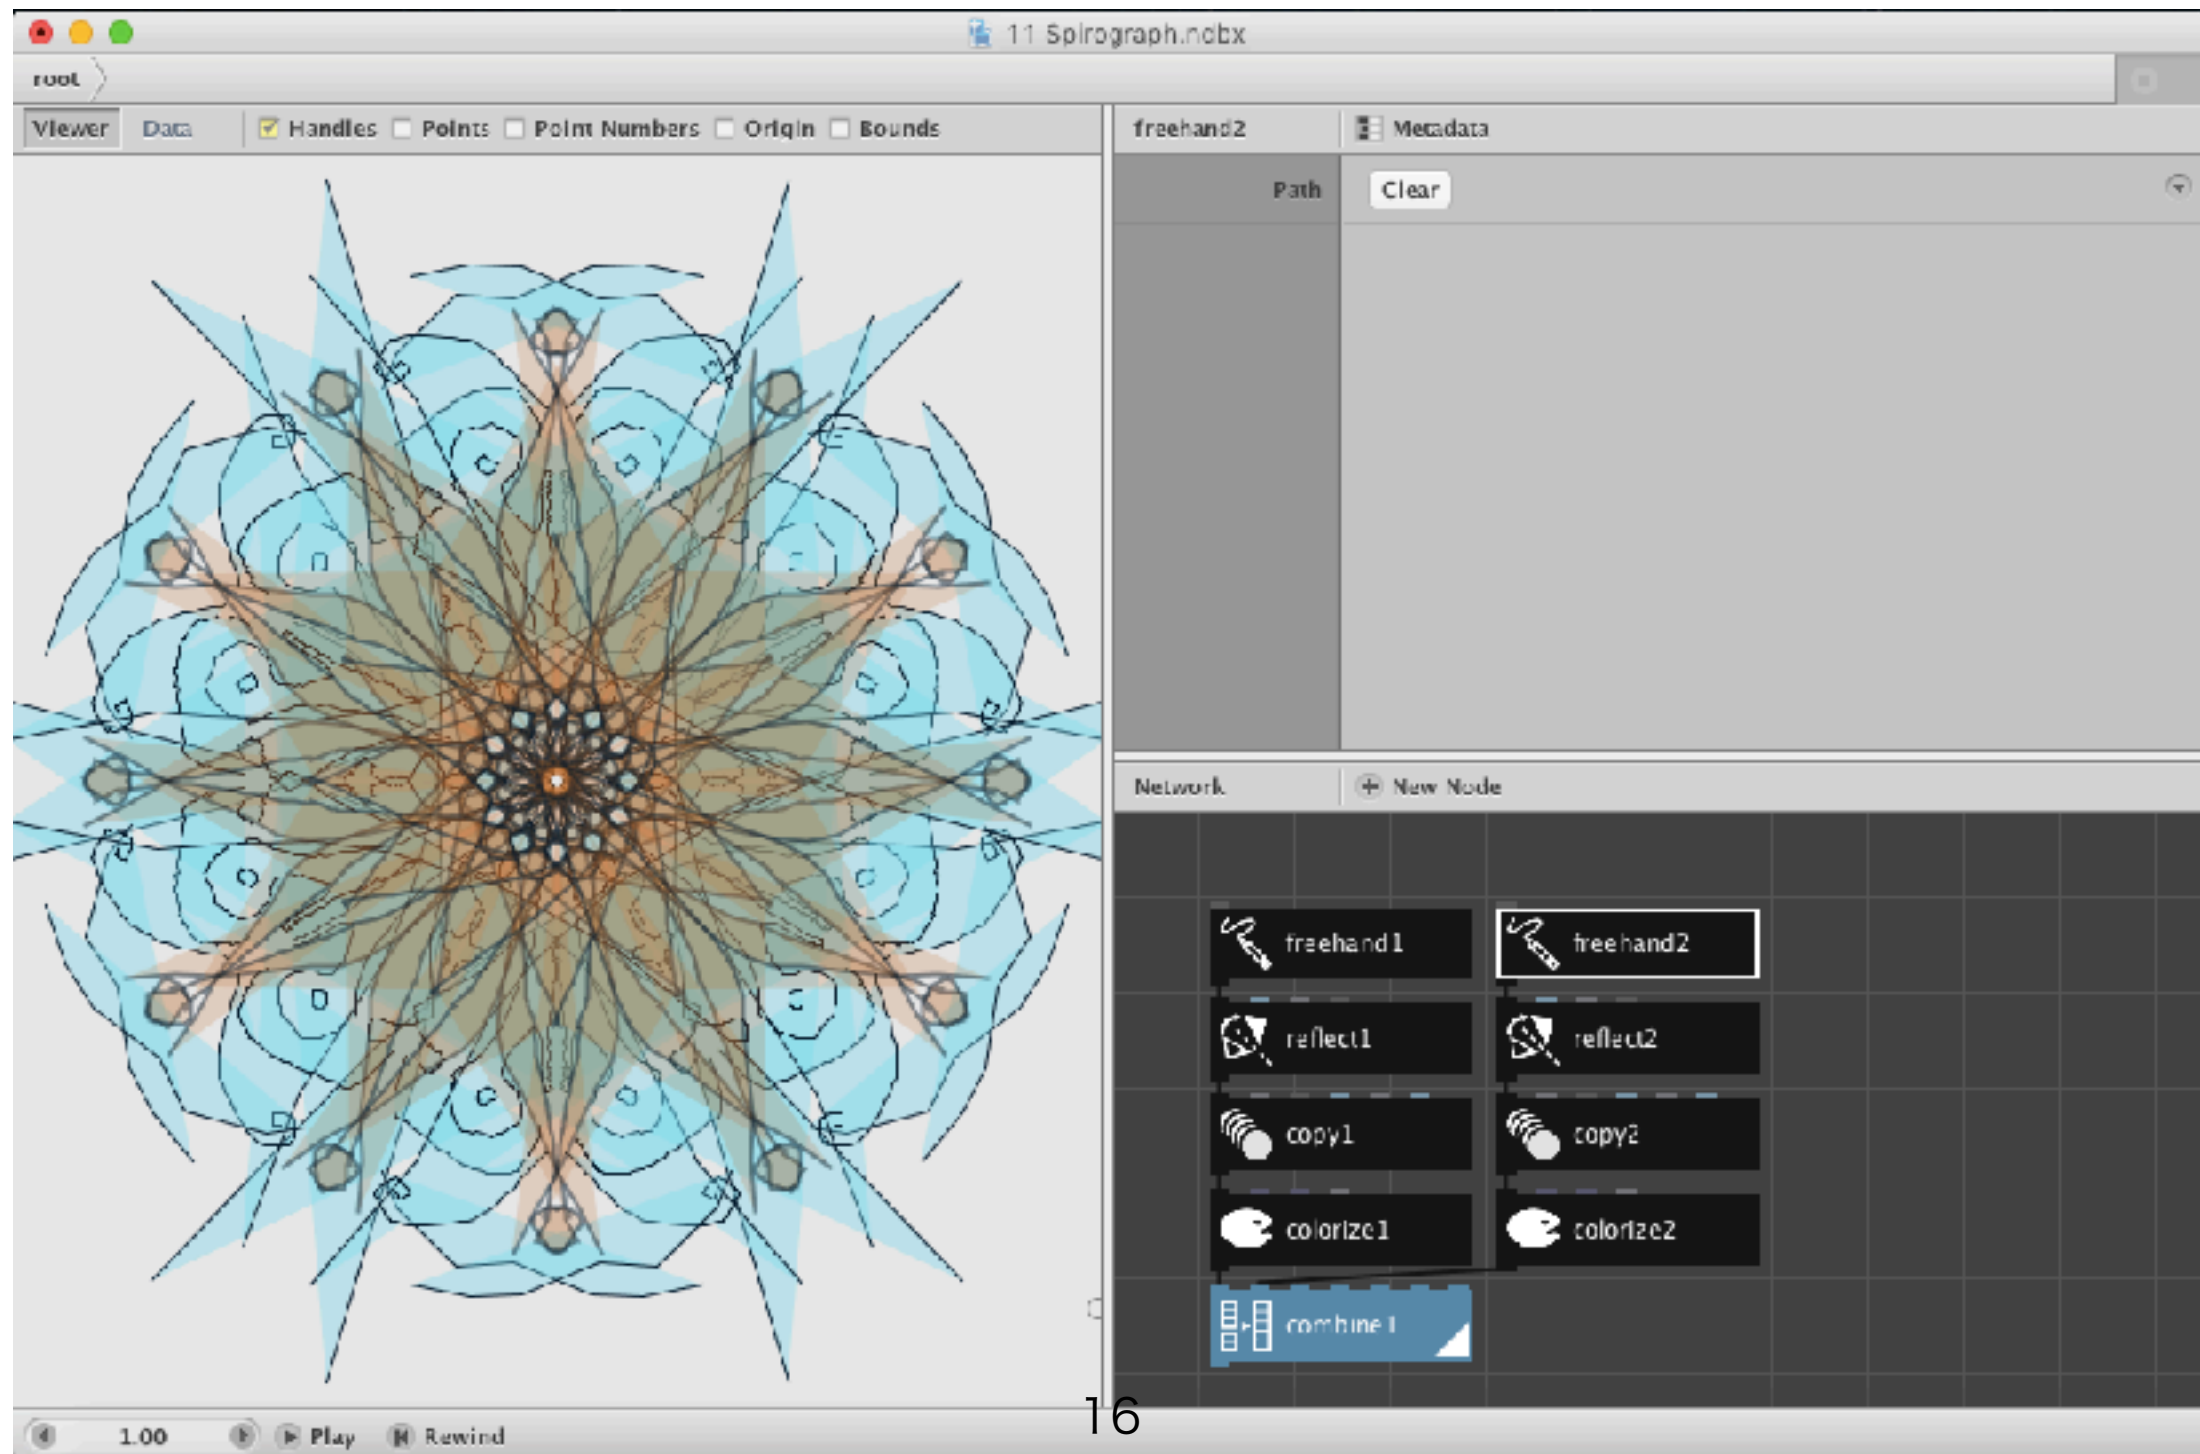 11 Spirograph.ndbx
root
Viewer Data Handles Points Point Numbers Origin Bounds
freehand2 Metadata
Path Clear
Network New Node
freehand1 freehand2
reflect1 reflect2
copy1 copy2
colorize1 colorize2
combine1
16
1.00 Play Rewind